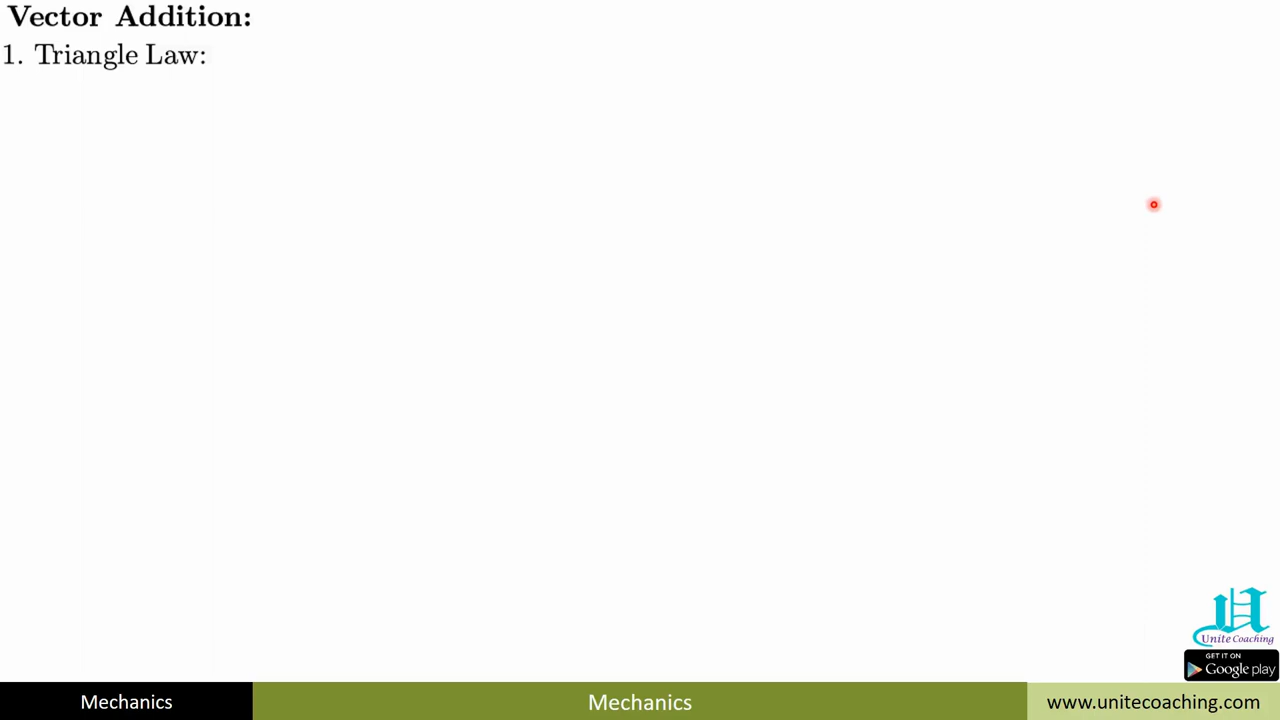 Vector Addition:
1. Triangle Law:
Unite Coaching
GET IT ON
Google play
Mechanics
Mechanics
www.unitecoaching.com